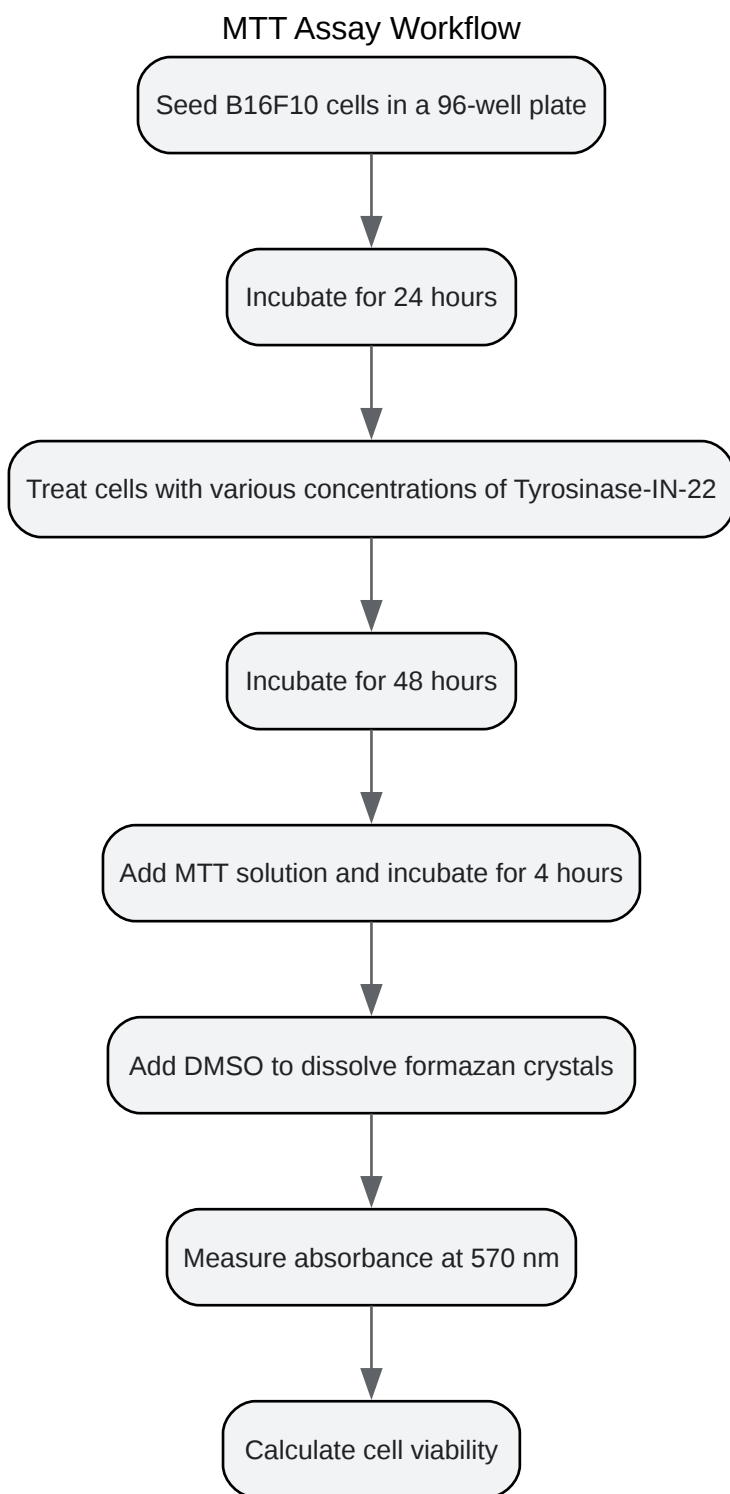 MTT Assay Workflow
Seed B16F10 cells in a 96-well plate
Incubate for 24 hours
Treat cells with various concentrations of Tyrosinase-IN-22
Incubate for 48 hours
Add MTT solution and incubate for 4 hours
Add DMSO to dissolve formazan crystals
Measure absorbance at 570 nm
Calculate cell viability